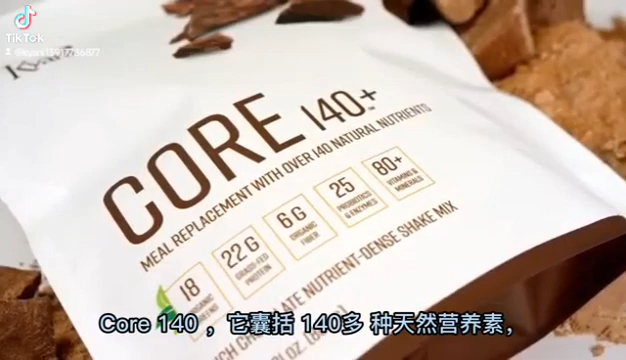 TikTok
CORE 140+
MEAL REPLACEMENT WITH OVER 140 NATURAL NUTRIENTS
18
22G
GRASS-FED
PROTEIN
6G
ORGANIC
FIBER
25
PROBIOTICS
& ENZYMES
80+
VITAMINS &
MINERALS
NUTRIENT-DENSE SHAKE MIX
Core 140 ，它囊括 140多 种天然营养素，